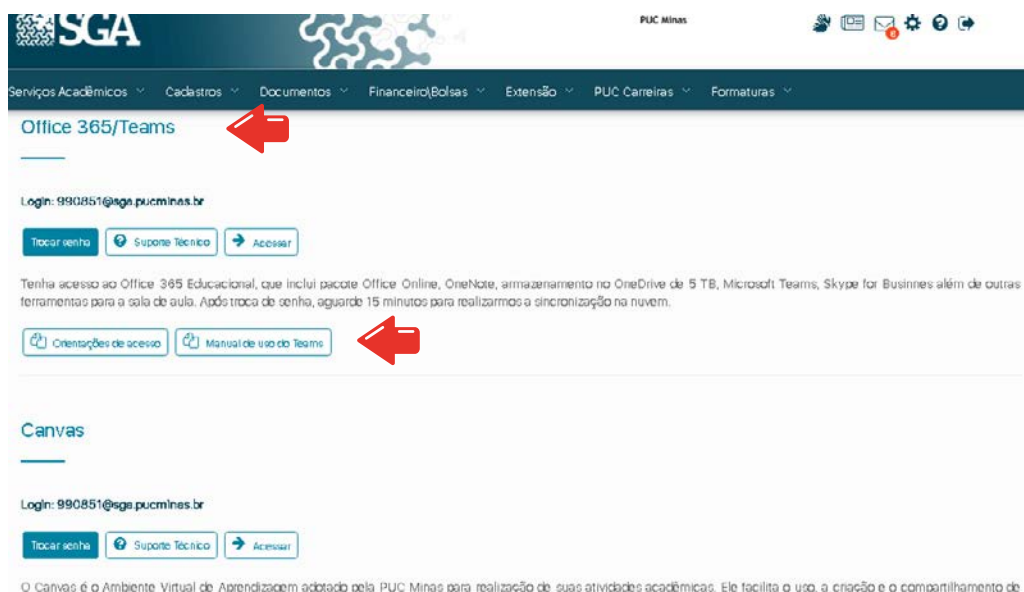 SGA
PUC Minas
6
Serviços Acadêmicos Cadastros Documentos Financeiro\Bolsas Extensão PUC Carreiras Formaturas
Office 365/Teams
Login: 990851@sga.pucminas.br
Trocar senha Suporte Técnico Acessar
Tenha acesso ao Office 365 Educacional, que inclui pacote Office Online, OneNote, armazenamento no OneDrive de 5 TB, Microsoft Teams, Skype for Businnes além de outras
ferramentas para a sala de aula. Após troca de senha, aguarde 15 minutos para realizarmos a sincronização na nuvem.
Orientações de acesso Manual de uso do Teams
Canvas
Login: 990851@sga.pucminas.br
Trocar senha Suporte Técnico Acessar
O Canvas é o Ambiente Virtual de Aprendizagem adotado pela PUC Minas para realização de suas atividades acadêmicas. Ele facilita o uso, a criação e o compartilhamento de